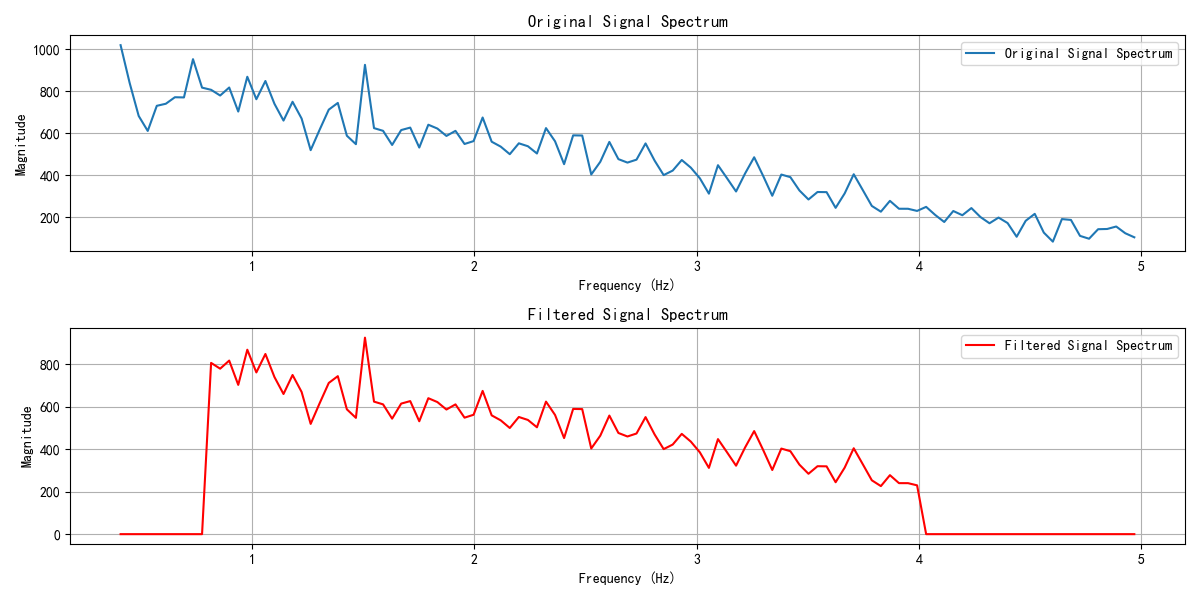 Original Signal Spectrum
1000
800
600
400
200
Magnitude
Original Signal Spectrum
1
2
3
4
5
Frequency (Hz)
Filtered Signal Spectrum
800
600
400
200
0
Magnitude
Filtered Signal Spectrum
1
2
3
4
5
Frequency (Hz)